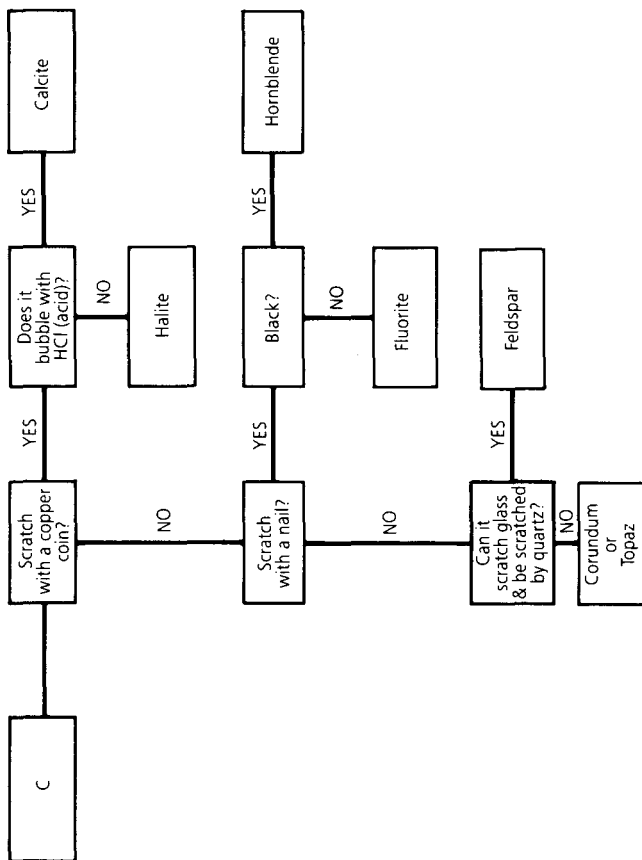 C
Scratch
with a copper
coin?
YES
Does it
bubble with
HCl (acid)?
YES
Calcite
NO
Halite
NO
Scratch
with a nail?
YES
Black?
YES
Hornblende
NO
Fluorite
NO
Can it
scratch glass
& be scratched
by quartz?
YES
Feldspar
NO
Corundum
or
Topaz